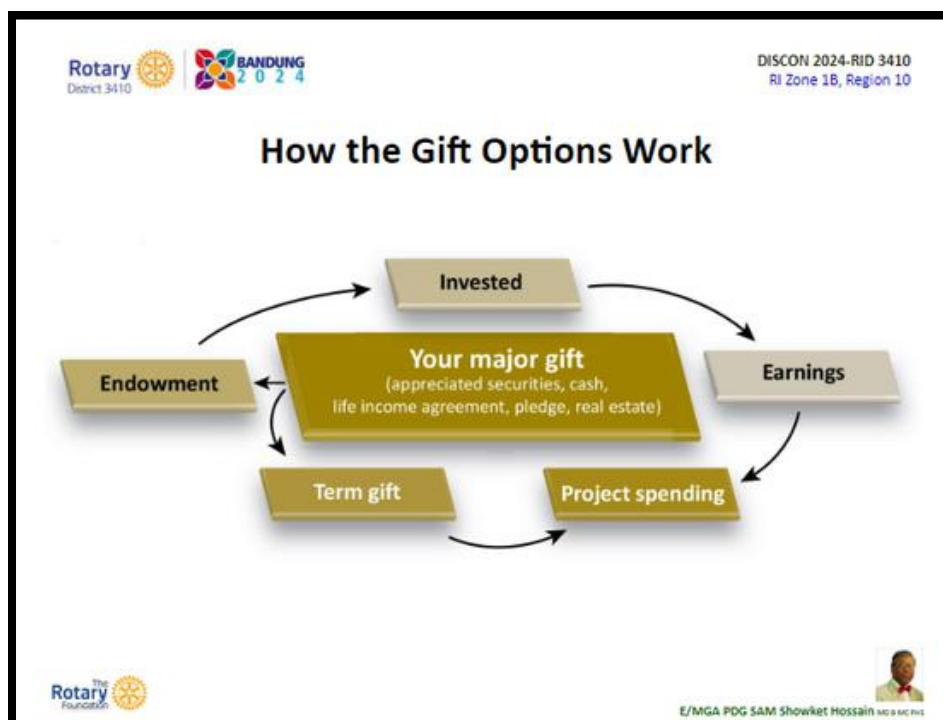 Rotary
District 3410
BANDUNG
2 0 2 4
DISCON 2024-RID 3410
RI Zone 1B, Region 10
How the Gift Options Work
Invested
Your major gift
(appreciated securities, cash,
life income agreement, pledge, real estate)
Endowment
Earnings
Term gift
Project spending
The
Rotary
Foundation
E/MGA PDG SAM Showket Hossain